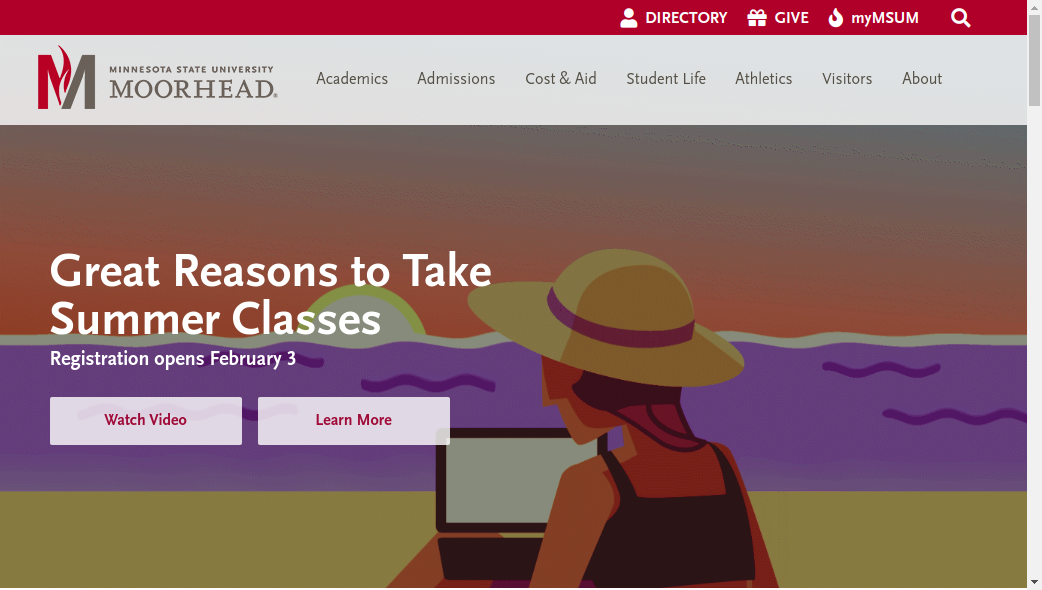 DIRECTORY GIVE myMSUM
MINNESOTA STATE UNIVERSITY
MOORHEAD®
Academics Admissions Cost & Aid Student Life Athletics Visitors About
Great Reasons to Take
Summer Classes
Registration opens February 3
Watch Video Learn More